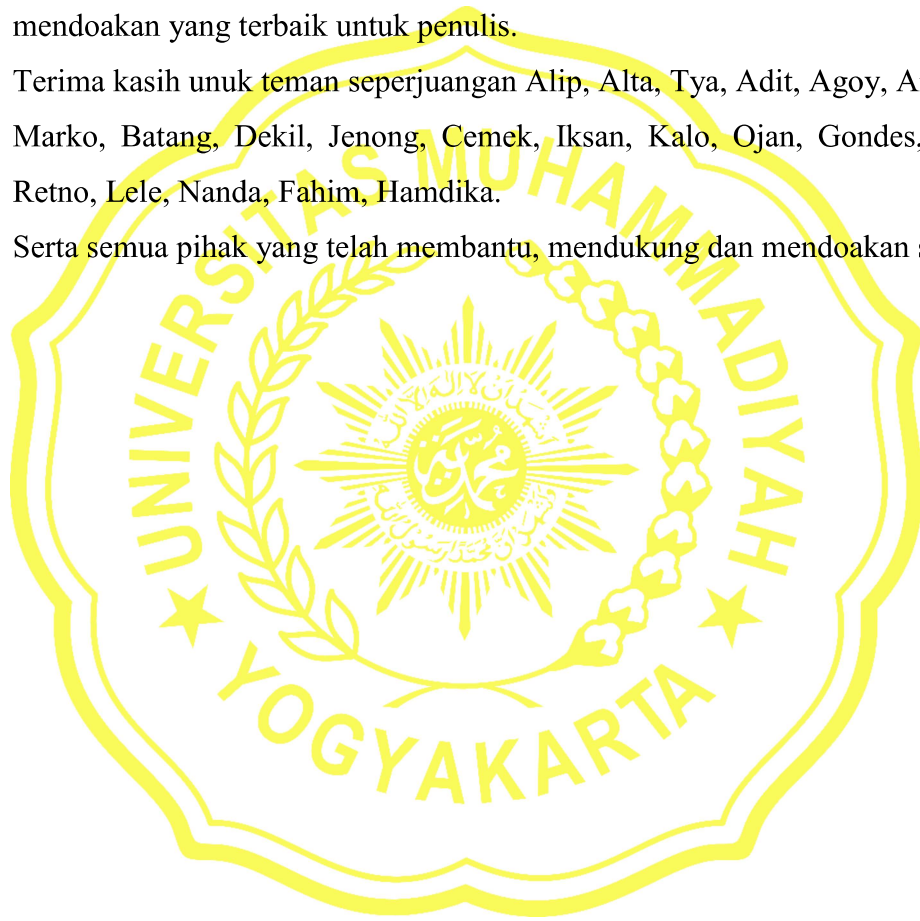 mendoakan yang terbaik untuk penulis.
Terima kasih unuk teman seperjuangan Alip, Alta, Tya, Adit, Agoy, A
Marko, Batang, Dekil, Jenong, Cemek, Iksan, Kalo, Ojan, Gondes,
Retno, Lele, Nanda, Fahim, Hamdika.
Serta semua pihak yang telah membantu, mendukung dan mendoakan s
UNIVERSITAS MUHAMMADIYAH
YOGYAKARTA